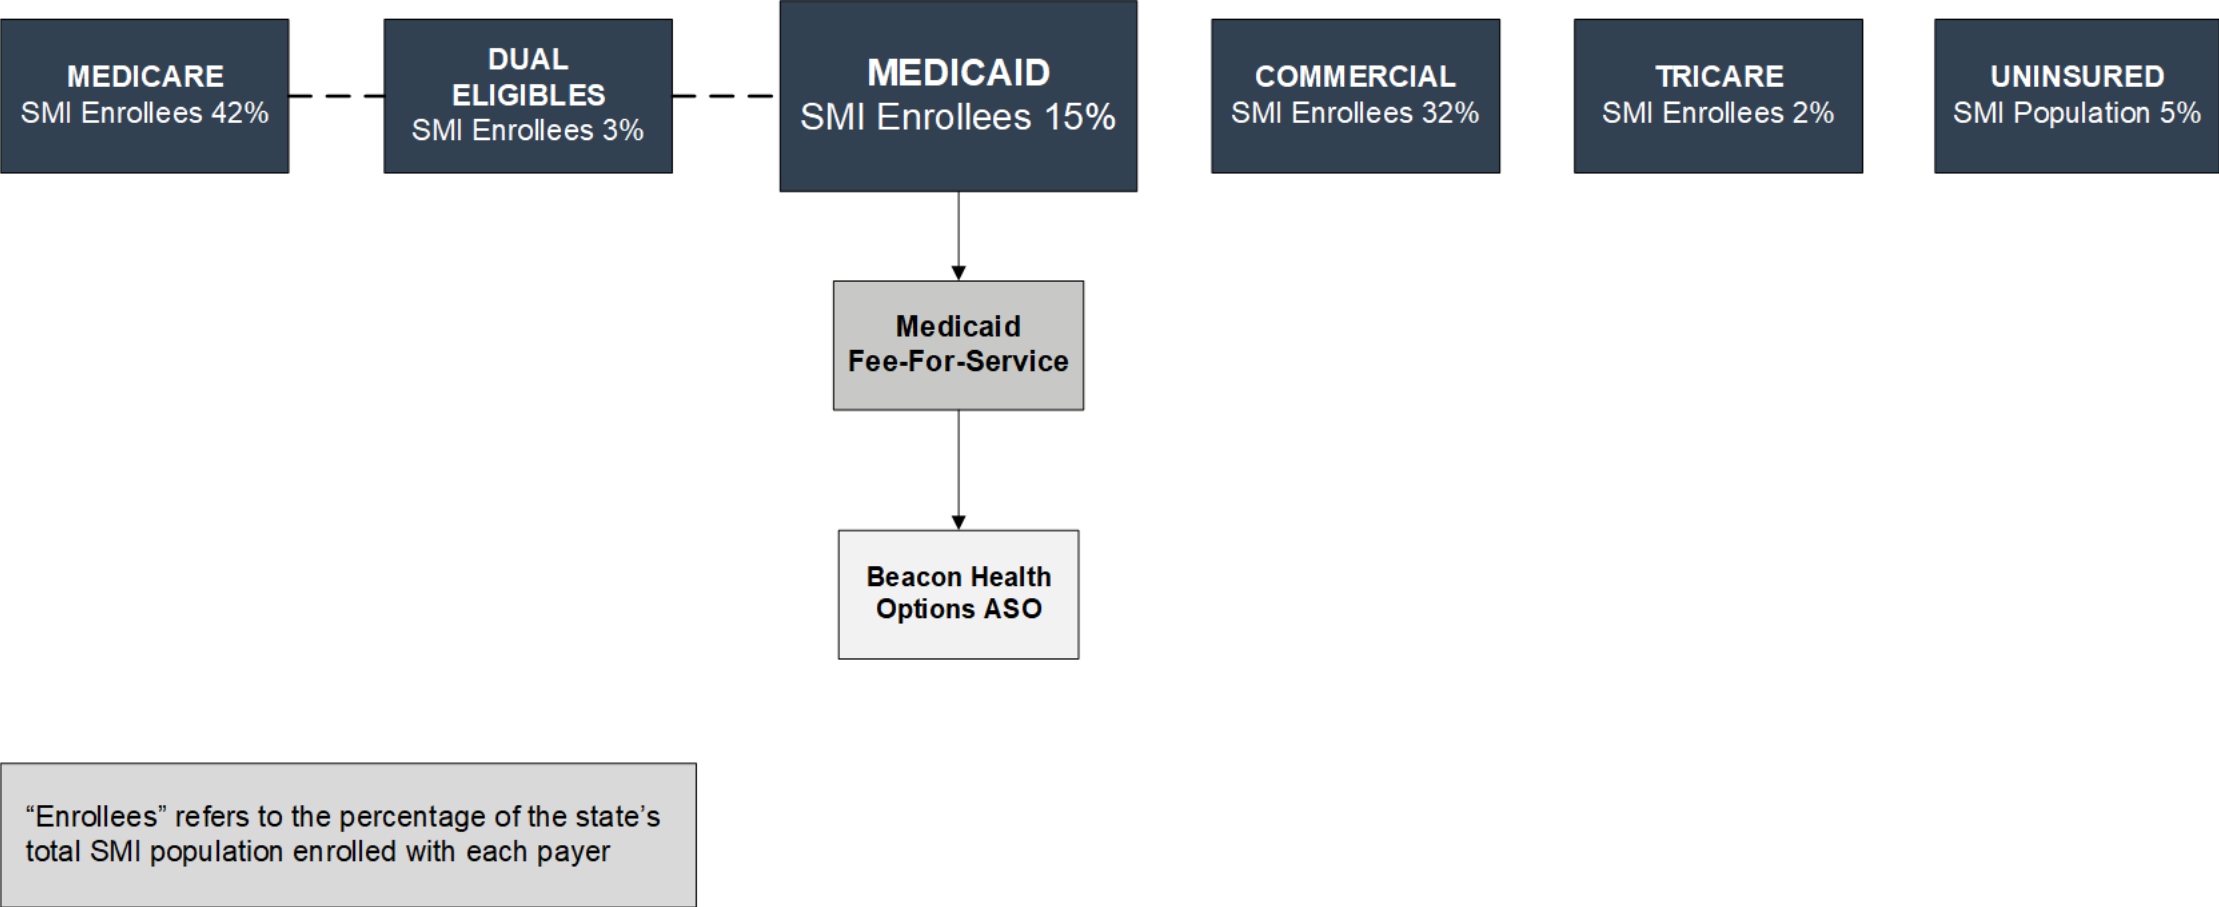 MEDICARE
SMI Enrollees 42%
DUAL
ELIGIBLES
SMI Enrollees 3%
MEDICAID
SMI Enrollees 15%
COMMERCIAL
SMI Enrollees 32%
TRICARE
SMI Enrollees 2%
UNINSURED
SMI Population 5%
Medicaid
Fee-For-Service
Beacon Health
Options ASO
“Enrollees” refers to the percentage of the state’s
total SMI population enrolled with each payer